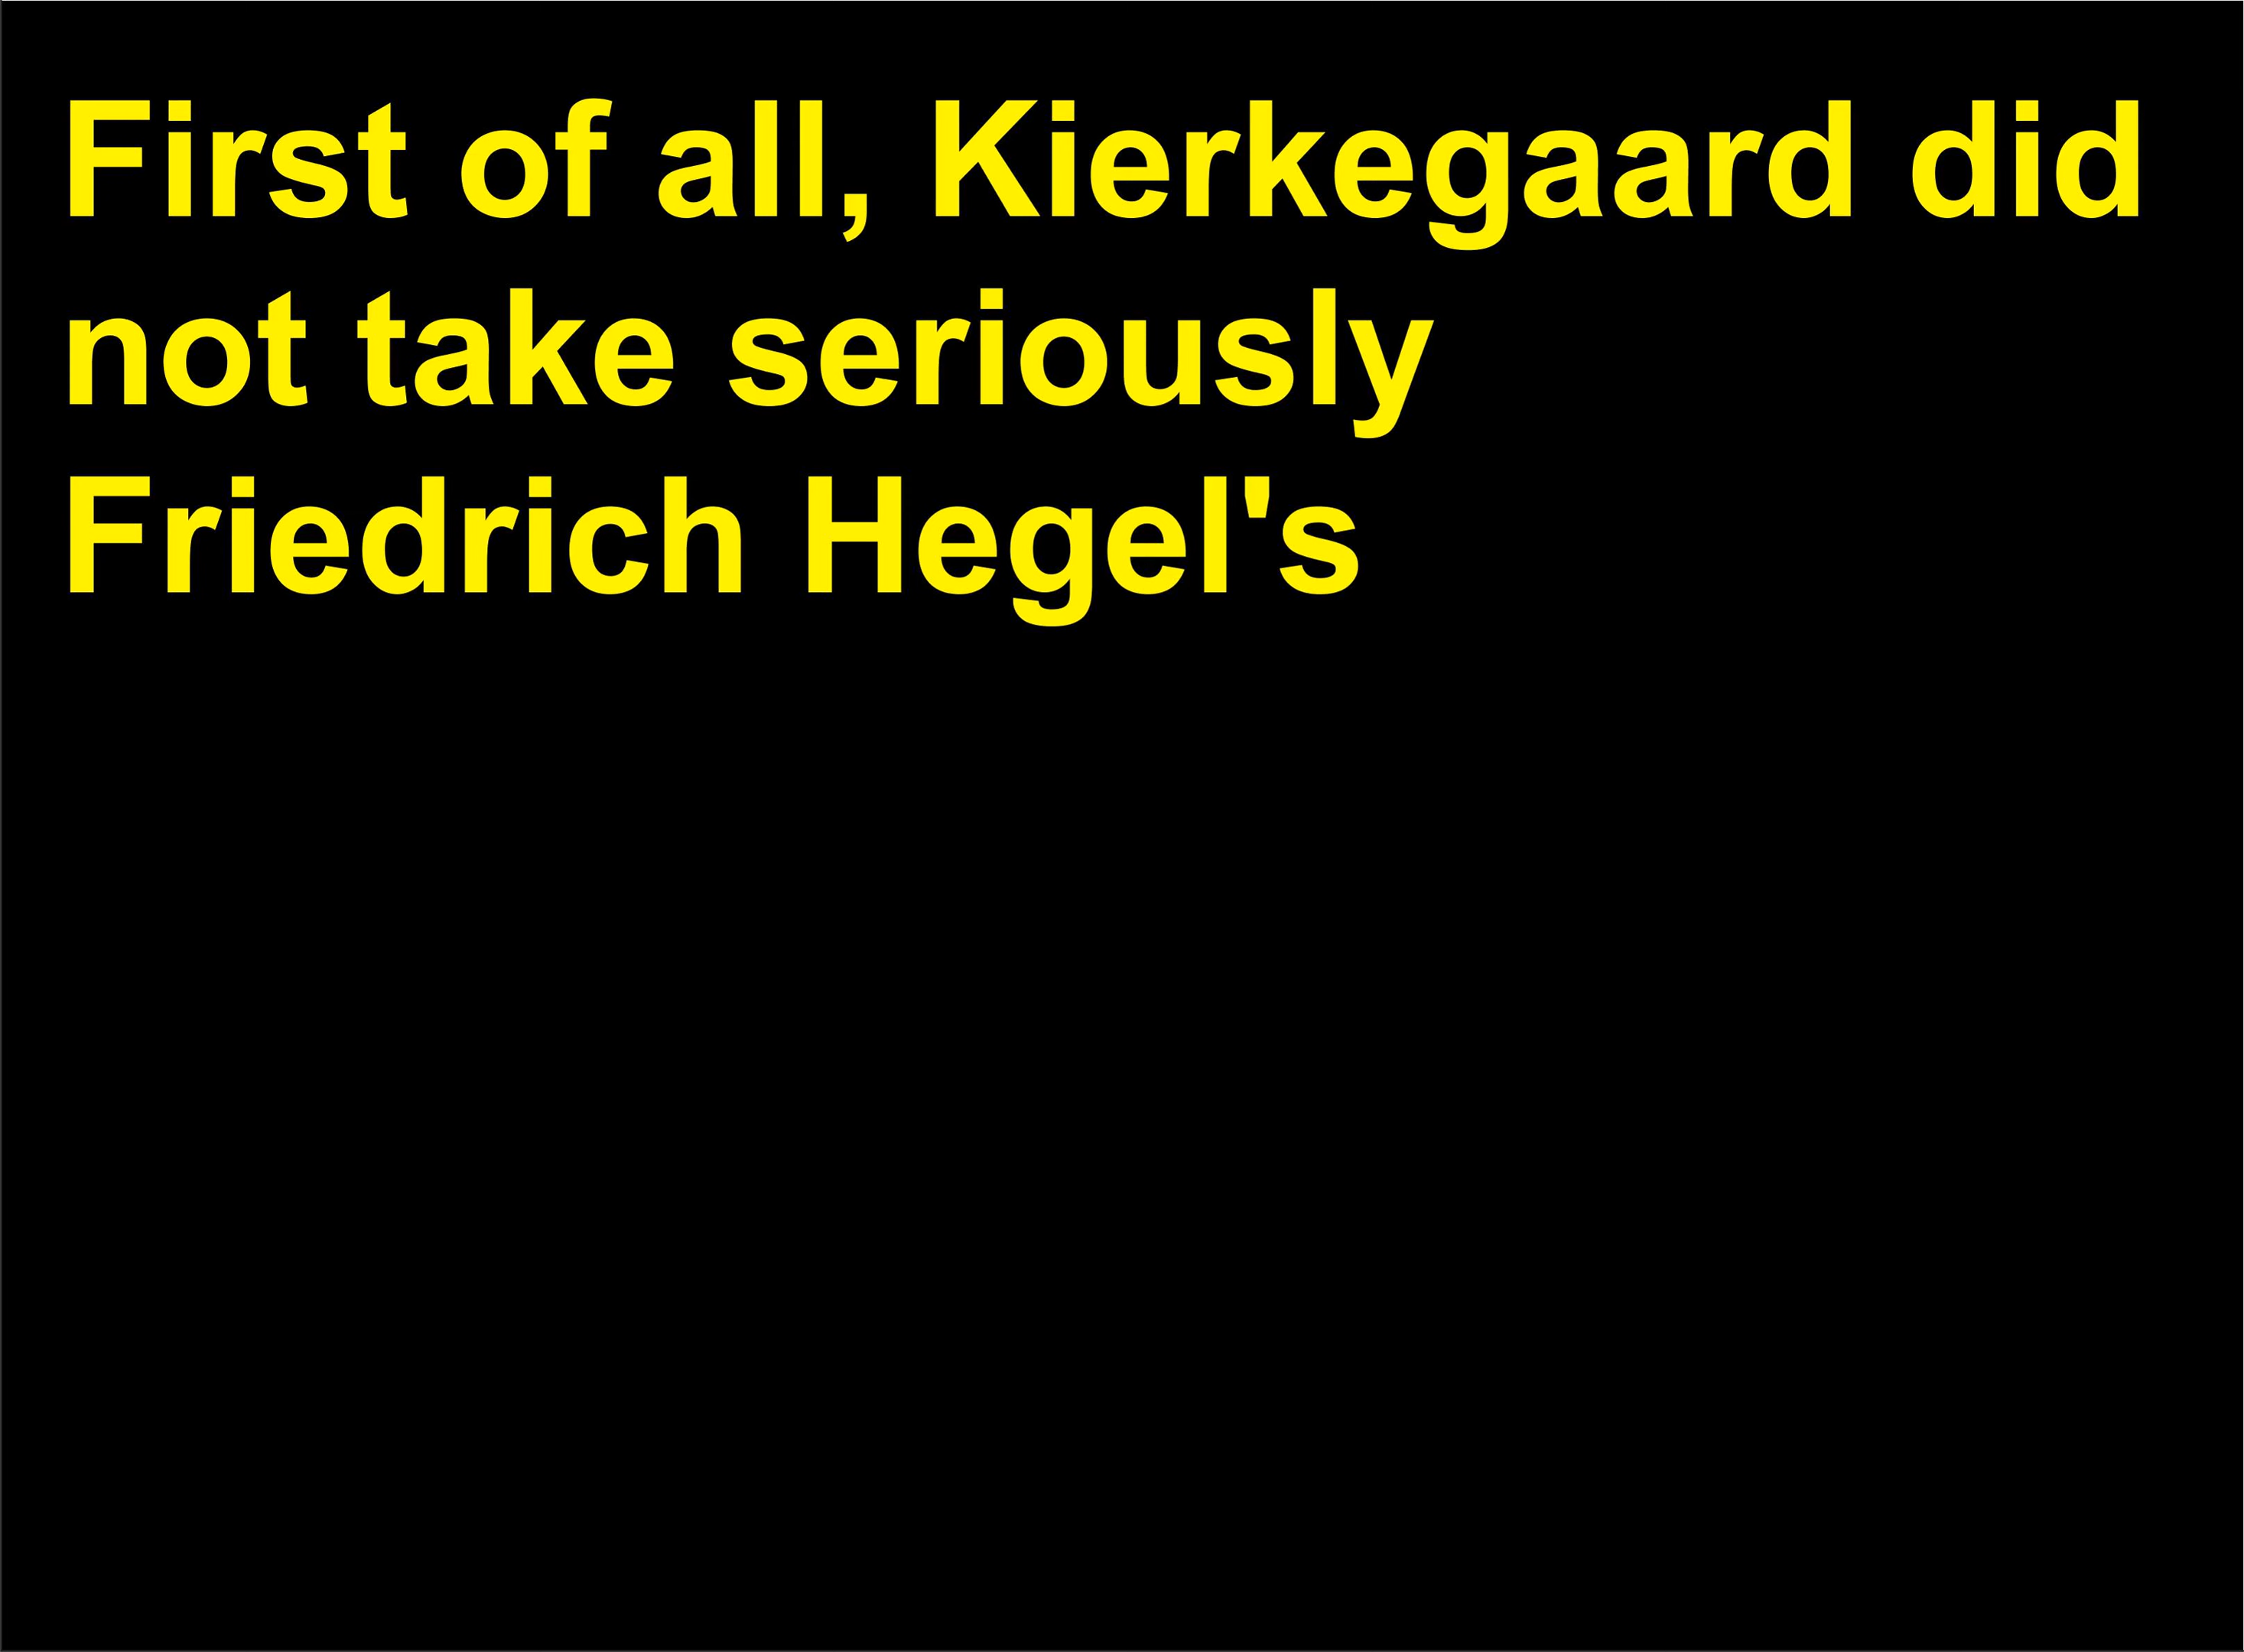 First of all, Kierkegaard did
not take seriously
Friedrich Hegel's